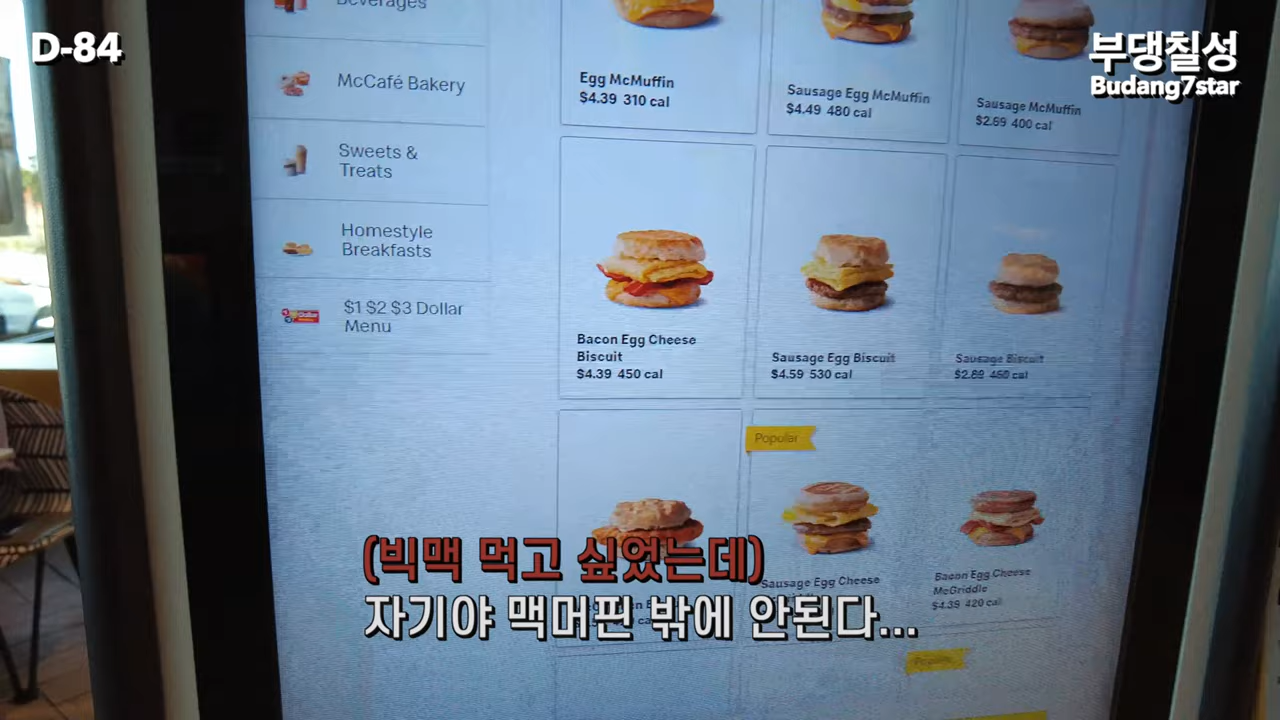 D-84
부댕칠성
Budang7star
Beverages
McCafé Bakery
Sweets &
Treats
Homestyle
Breakfasts
$1 $2 $3 Dollar
Menu
Egg McMuffin
$4.39 310 cal
Sausage Egg McMuffin
$4.49 480 cal
Sausage McMuffin
$2.69 400 cal
Bacon Egg Cheese
Biscuit
$4.39 450 cal
Sausage Egg Biscuit
$4.59 530 cal
Sausage Biscuit
$2.69 460 cal
Popular
Sausage Egg Cheese
Bacon Egg Cheese
McGriddle
$4.39 420 cal
(빅맥 먹고 싶었는데)
자기야 맥머핀 밖에 안된다...
Popular